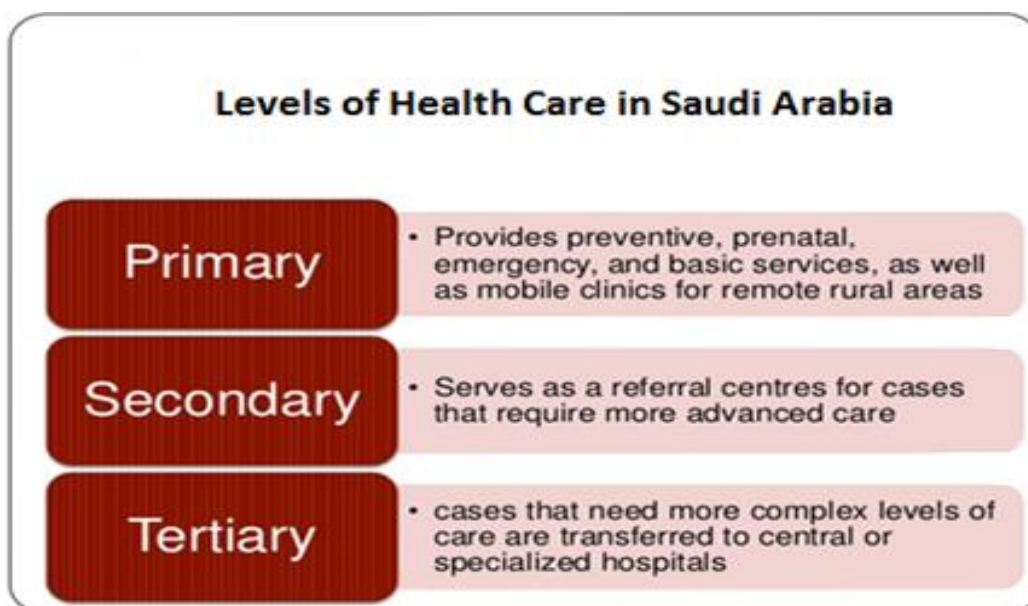 Levels of Health Care in Saudi Arabia
Primary
• Provides preventive, prenatal,
emergency, and basic services, as well
as mobile clinics for remote rural areas
Secondary
• Serves as a referral centres for cases
that require more advanced care
Tertiary
• cases that need more complex levels of
care are transferred to central or
specialized hospitals